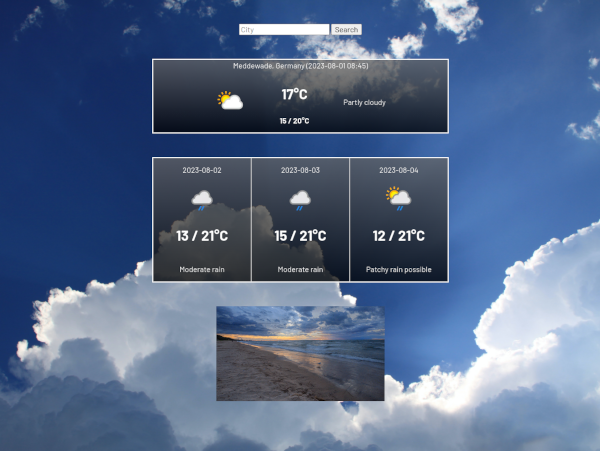 City Search
Meddewade, Germany (2023-08-01 08:45)
17°C
Partly cloudy
15 / 20°C
2023-08-02 2023-08-03 2023-08-04
13 / 21°C 15 / 21°C 12 / 21°C
Moderate rain Moderate rain Patchy rain possible